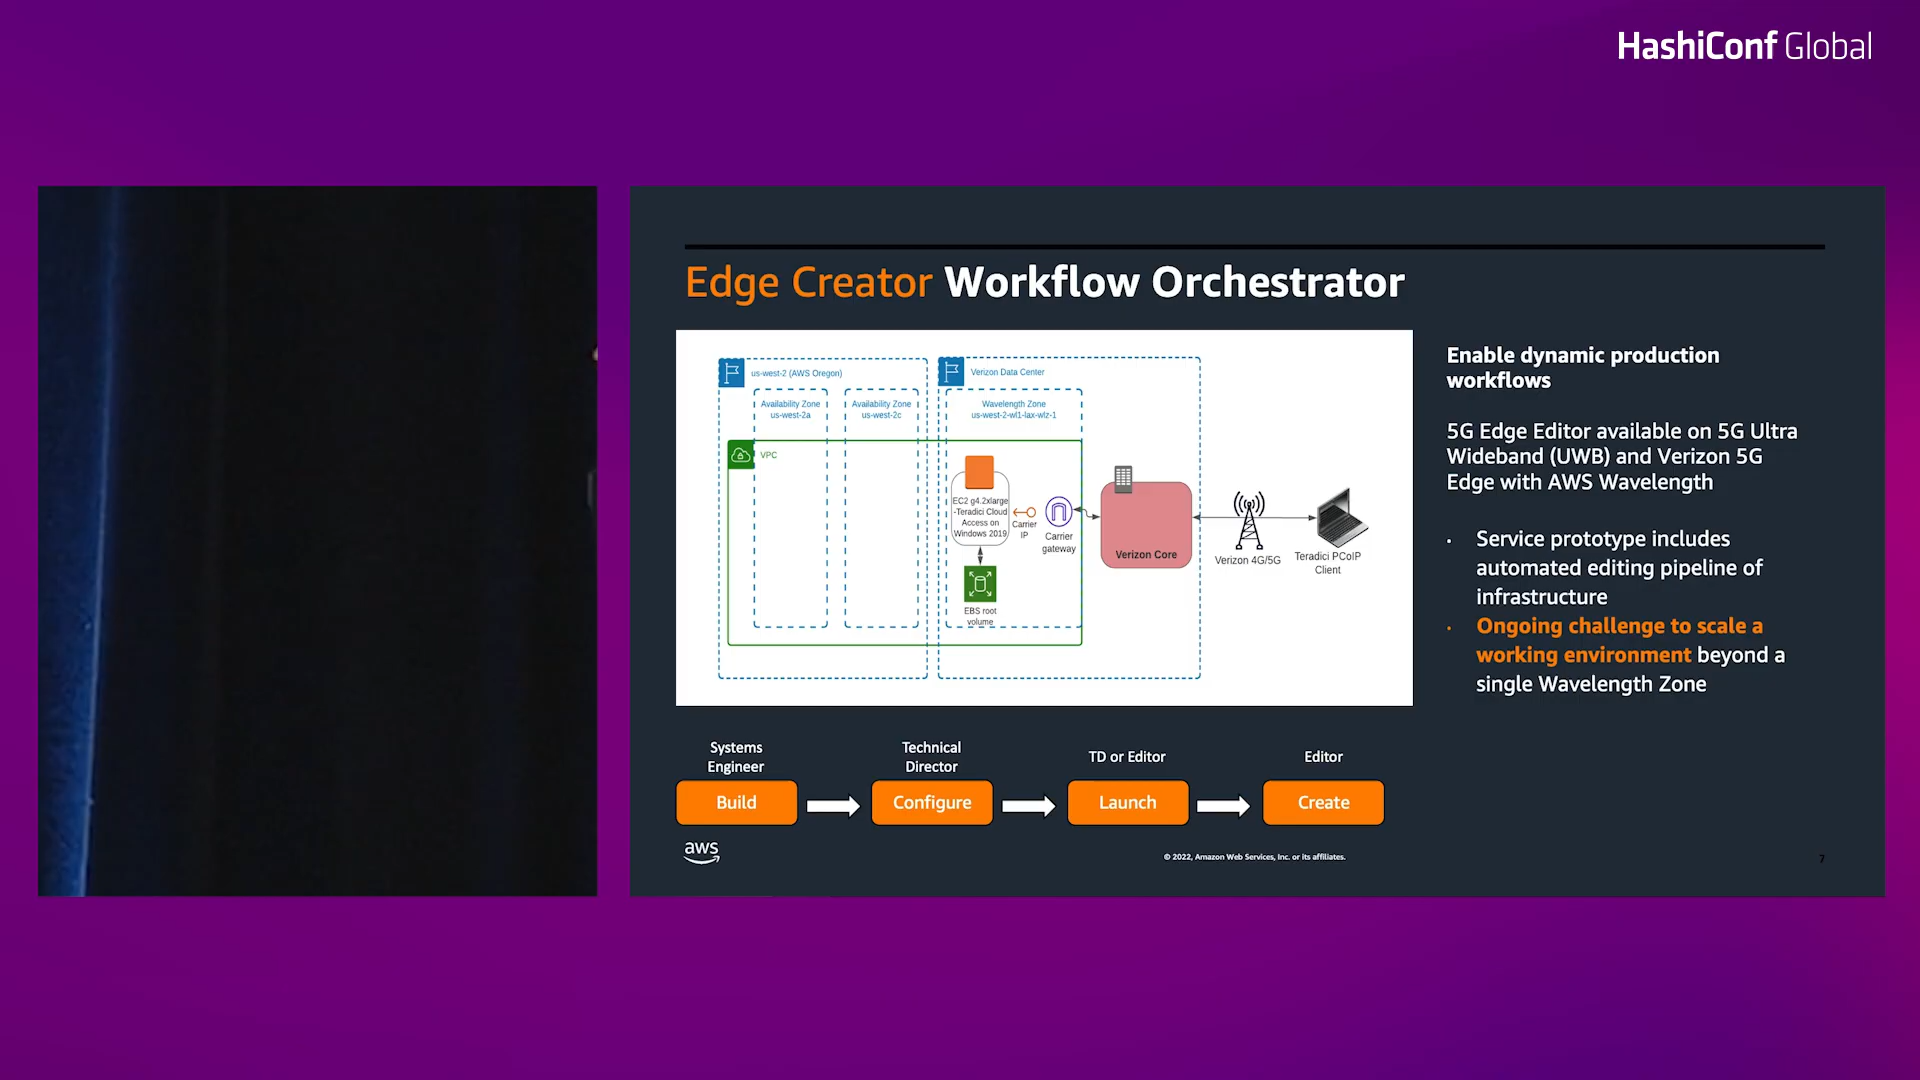 HashiConf Global
Edge Creator Workflow Orchestrator
us-west-2 (AWS Oregon)
Verizon Data Center
Availability Zone
us-west-2a
Availability Zone
us-west-2c
Wavelength Zone
us-west-2-wl1-lax-wlz-1
VPC
EC2 g4.2xlarge
-Teradici Cloud
Access on
Windows 2019
Carrier
IP
Carrier
gateway
EBS root
volume
Verizon Core
Verizon 4G/5G
Teradici PCoIP
Client
Enable dynamic production
workflows
5G Edge Editor available on 5G Ultra
Wideband (UWB) and Verizon 5G
Edge with AWS Wavelength
· Service prototype includes
automated editing pipeline of
infrastructure
· Ongoing challenge to scale a
working environment beyond a
single Wavelength Zone
Systems
Engineer
Build
Technical
Director
Configure
TD or Editor
Launch
Editor
Create
aws
© 2022, Amazon Web Services, Inc. or its affiliates.
7